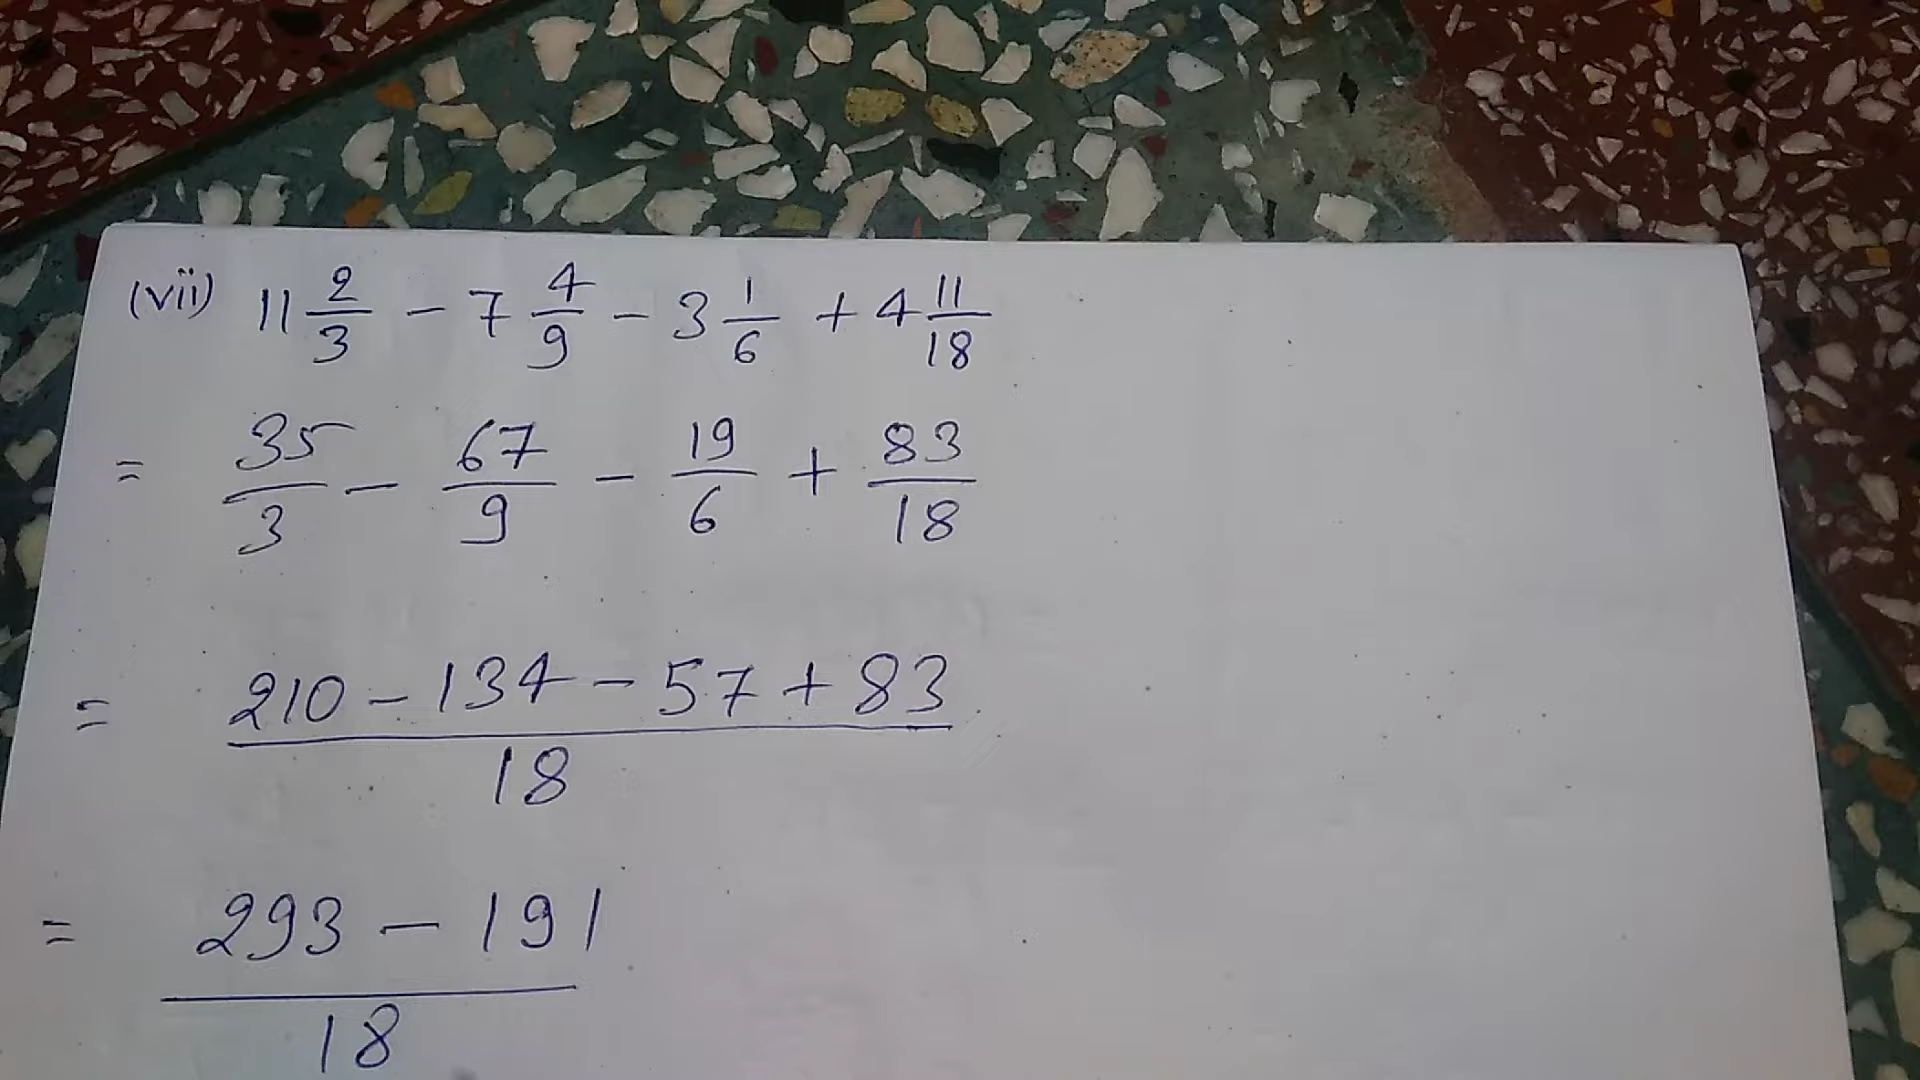 (vii) 11 2/3 - 7 4/9 - 3 1/6 + 4 11/18
= 35/3 - 67/9 - 19/6 + 83/18
= 210 - 134 - 57 + 83 / 18
= 293 - 191 / 18